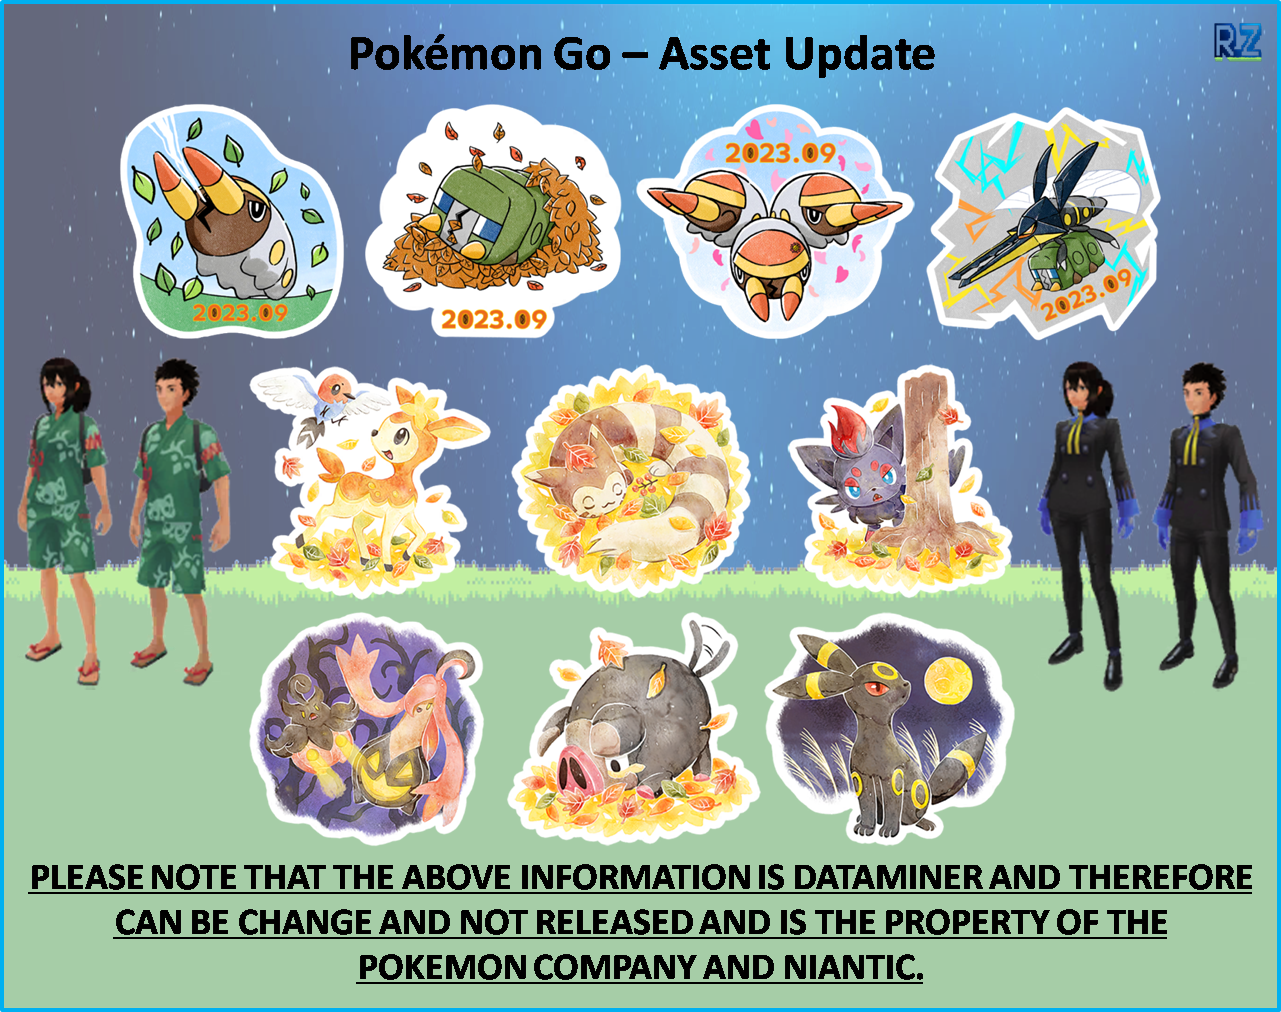 Pokémon Go – Asset Update
RZ
2023.09
2023.09
2023.09
2023.09
PLEASE NOTE THAT THE ABOVE INFORMATION IS DATAMINER AND THEREFORE
CAN BE CHANGE AND NOT RELEASED AND IS THE PROPERTY OF THE
POKEMON COMPANY AND NIANTIC.